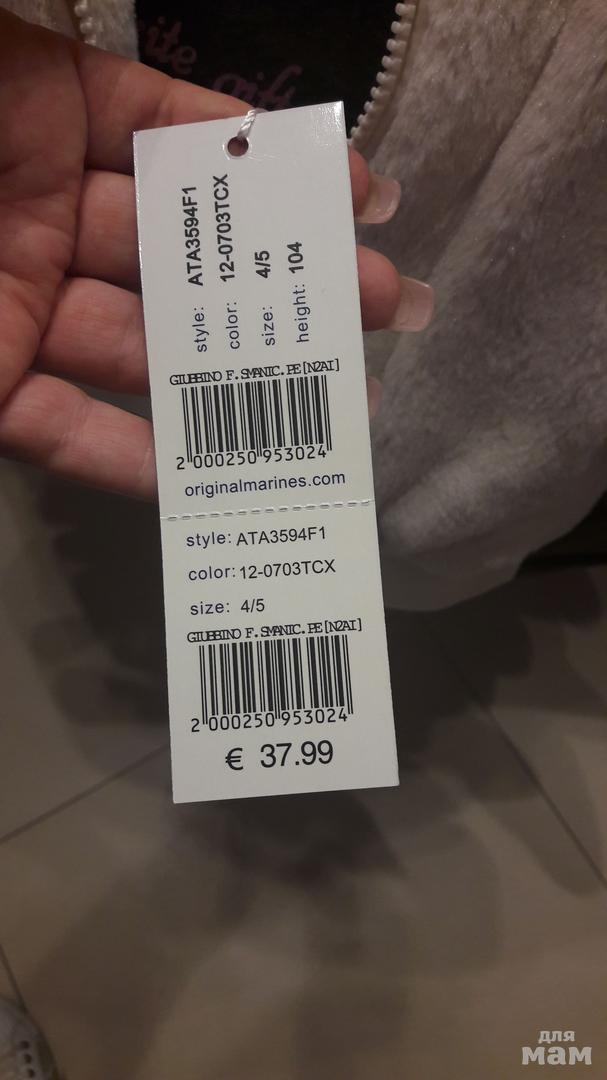 ite
gift
style: ATA3594F1
color: 12-0703TCX
size: 4/5
height: 104
GIUBBINO F.SMANIC.PE[N2AI]
2 000250 953024
originalmarines.com
style: ATA3594F1
color: 12-0703TCX
size: 4/5
GIUBBINO F.SMANIC.PE[N2AI]
2 000250 953024
€ 37.99
для
мам